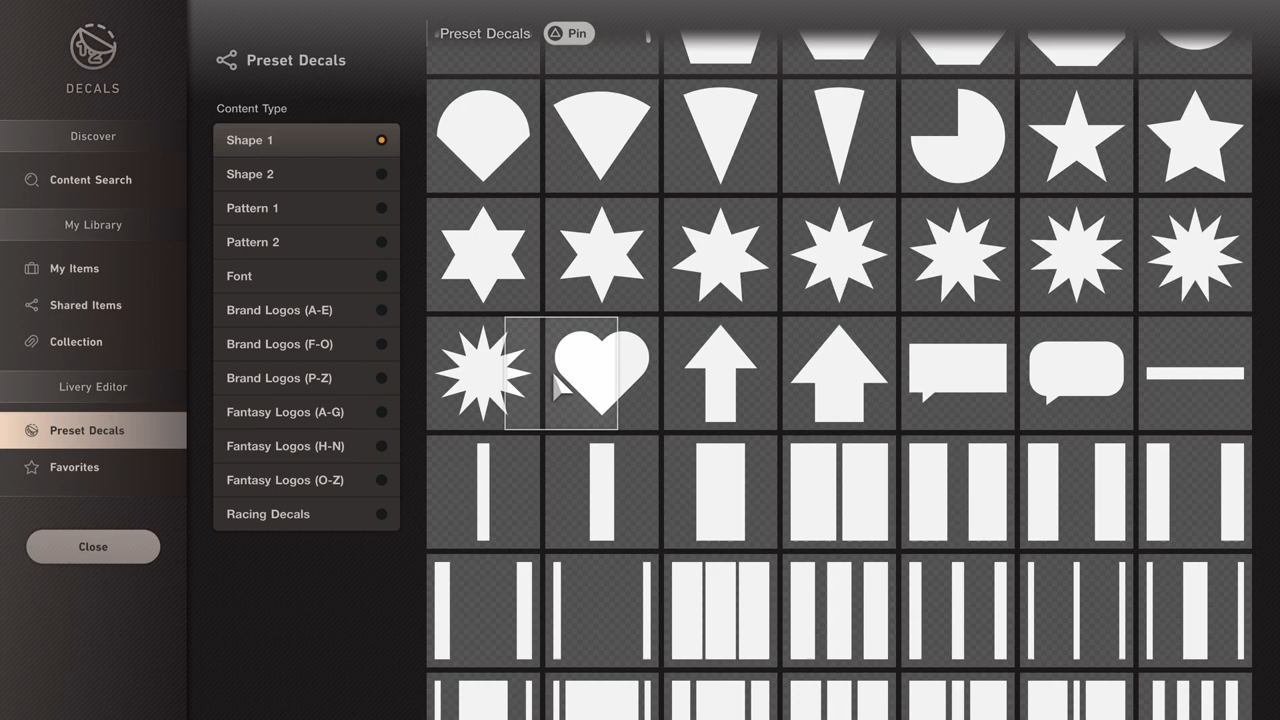 DECALS
Discover
Content Search
My Library
My Items
Shared Items
Collection
Livery Editor
Preset Decals
Favorites
Close
Preset Decals
Content Type
Shape 1
Shape 2
Pattern 1
Pattern 2
Font
Brand Logos (A-E)
Brand Logos (F-O)
Brand Logos (P-Z)
Fantasy Logos (A-G)
Fantasy Logos (H-N)
Fantasy Logos (O-Z)
Racing Decals
Preset Decals Pin